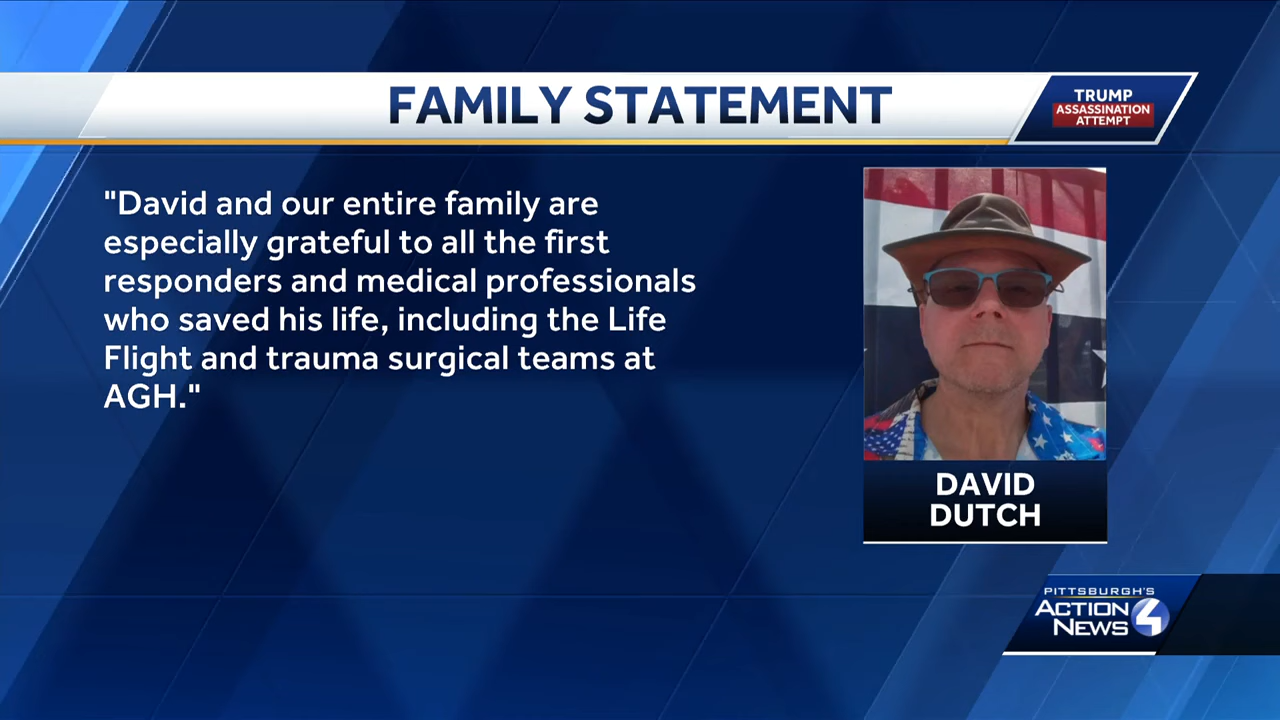 FAMILY STATEMENT
TRUMP
ASSASSINATION
ATTEMPT
"David and our entire family are
especially grateful to all the first
responders and medical professionals
who saved his life, including the Life
Flight and trauma surgical teams at
AGH."
DAVID
DUTCH
PITTSBURGH'S
ACTION
NEWS 4